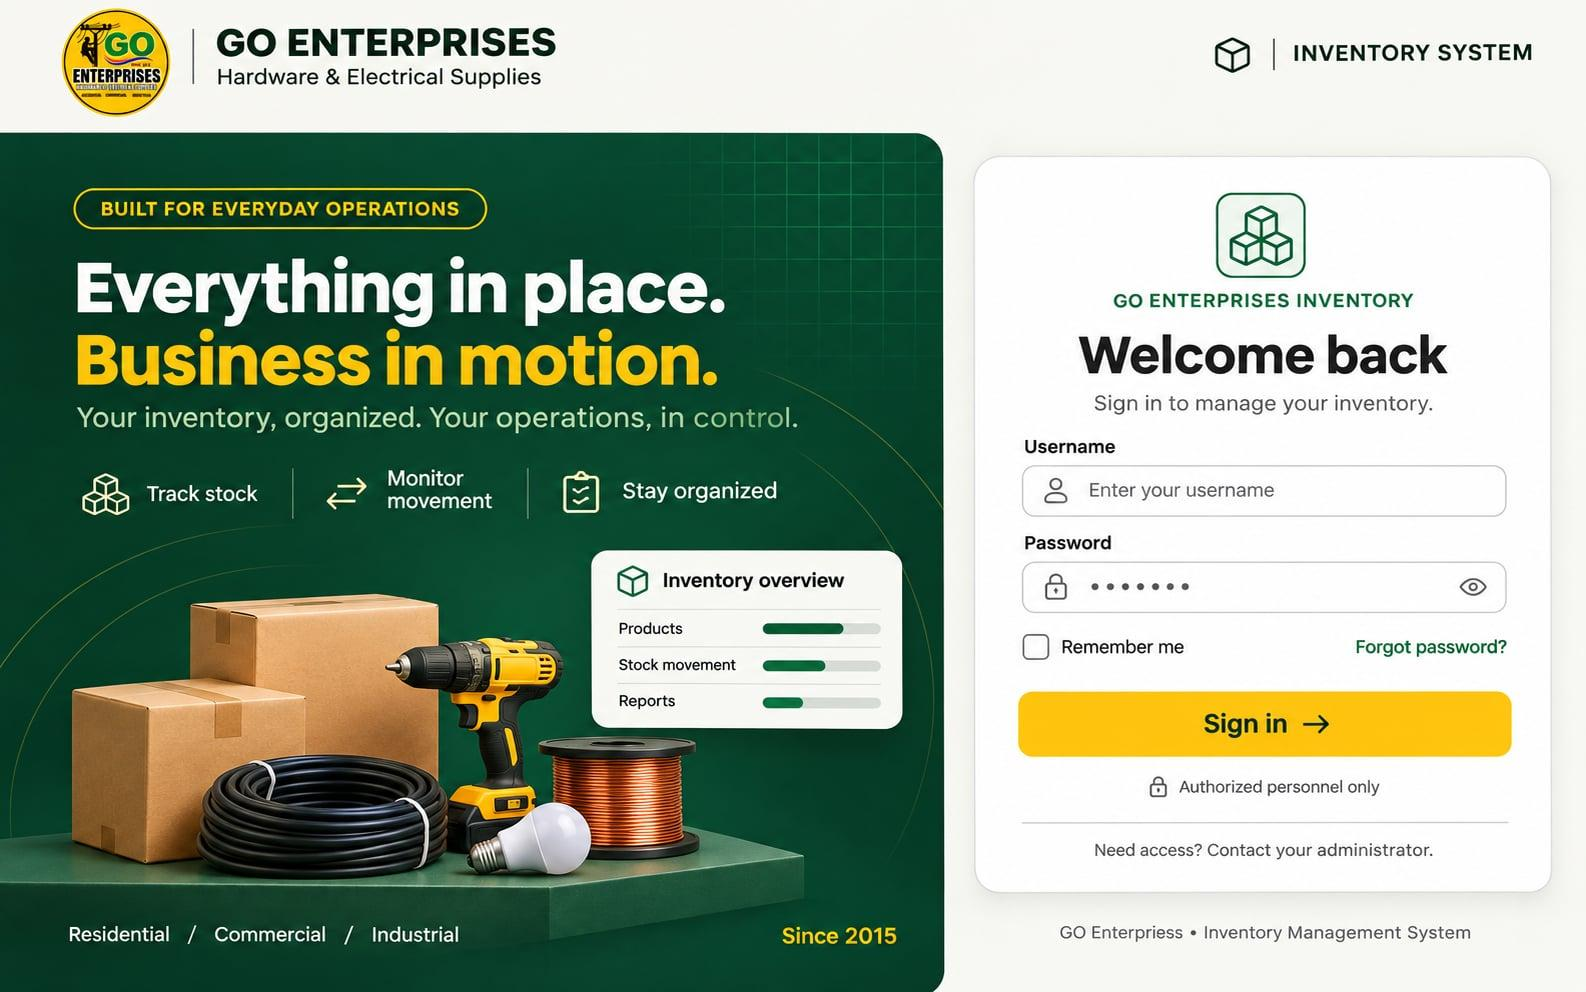 GO
ENTERPRISES
GO ENTERPRISES
Hardware & Electrical Supplies
INVENTORY SYSTEM
BUILT FOR EVERYDAY OPERATIONS
Everything in place.
Business in motion.
Your inventory, organized. Your operations, in control.
Track stock
Monitor
movement
Stay organized
Inventory overview
Products
Stock movement
Reports
Residential / Commercial / Industrial
Since 2015
GO ENTERPRISES INVENTORY
Welcome back
Sign in to manage your inventory.
Username
Enter your username
Password
•••••••
Remember me
Forgot password?
Sign in →
Authorized personnel only
Need access? Contact your administrator.
GO Enterpriess • Inventory Management System